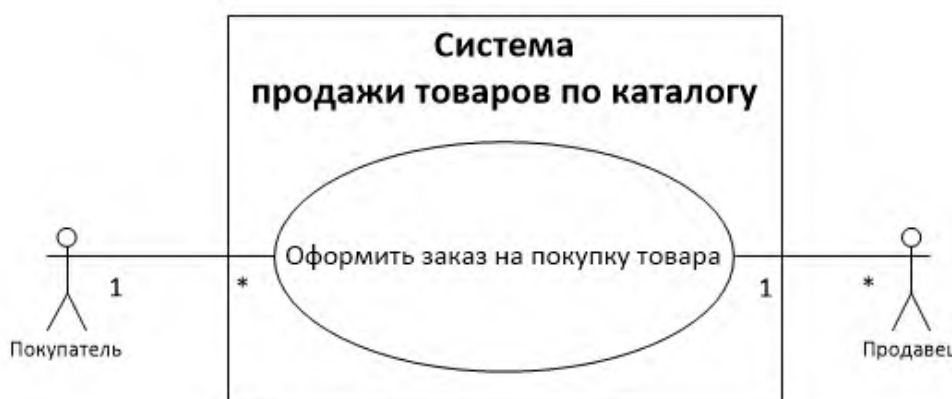 Система
продажи товаров по каталогу
Оформить заказ на покупку товара
1
*
1
*
Покупатель
Продавец